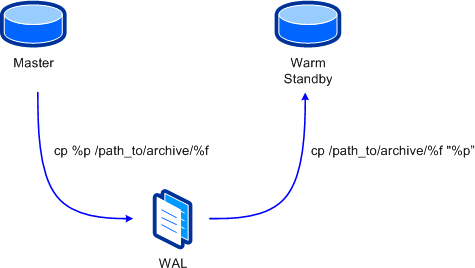 Master
Warm
Standby
cp %p /path_to/archive/%f
cp /path_to/archive/%f "%p"
WAL